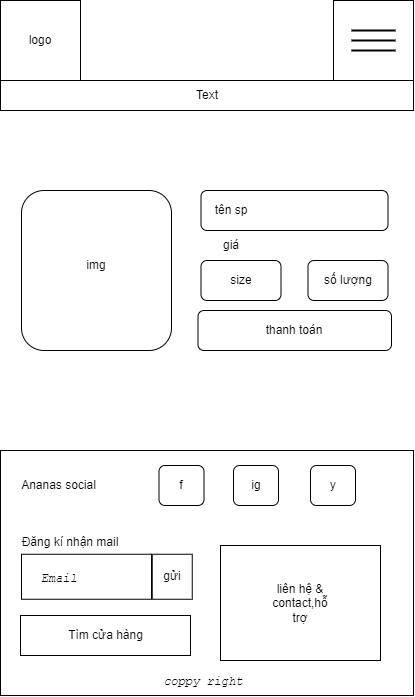 logo
Text
img
tên sp
giá
size
số lượng
thanh toán
Ananas social
f
ig
y
Đăng kí nhận mail
Email
gửi
Tìm cửa hàng
liên hệ &
contact,hỗ
trợ
coppy right